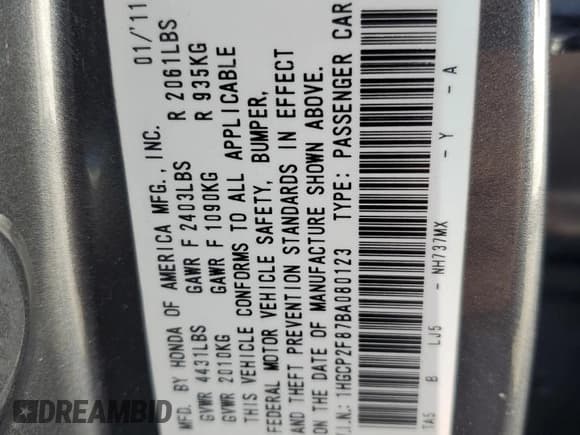 MFD. BY HONDA OF AMERICA MFG., INC. 01/'11
GVWR 4431LBS GAWR F 2403LBS R 2061LBS
GVWR 2010KG GAWR F 1090KG R 935KG
THIS VEHICLE CONFORMS TO ALL APPLICABLE
FEDERAL MOTOR VEHICLE SAFETY, BUMPER,
AND THEFT PREVENTION STANDARDS IN EFFECT
ON THE DATE OF MANUFACTURE SHOWN ABOVE.
V.I.N.: 1HGCP2F87BA080123 TYPE: PASSENGER CAR
TA5 B LJ5 - NH737MX - Y - A
DREAMBID.COM